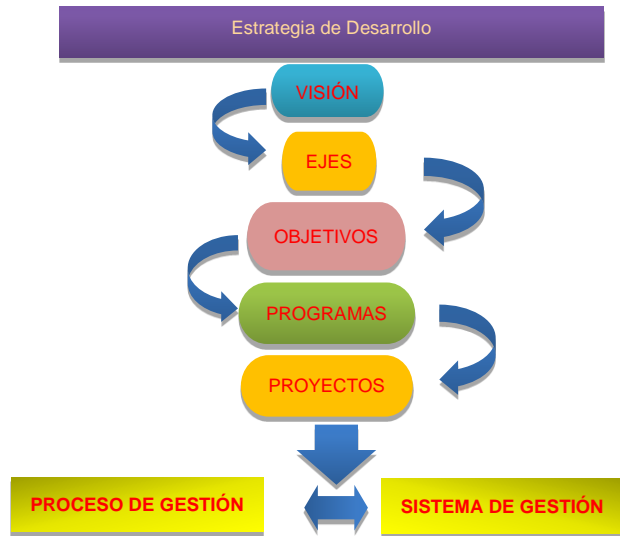 Estrategia de Desarrollo
VISIÓN
EJES
OBJETIVOS
PROGRAMAS
PROYECTOS
PROCESO DE GESTIÓN
SISTEMA DE GESTIÓN